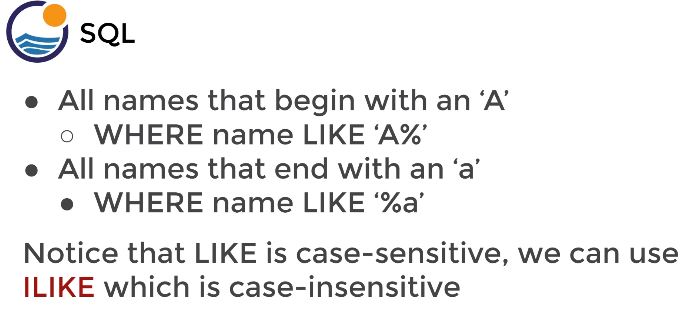 SQL
● All names that begin with an ‘A’
○ WHERE name LIKE ‘A%’
● All names that end with an ‘a’
● WHERE name LIKE ‘%a’
Notice that LIKE is case-sensitive, we can use
ILIKE which is case-insensitive